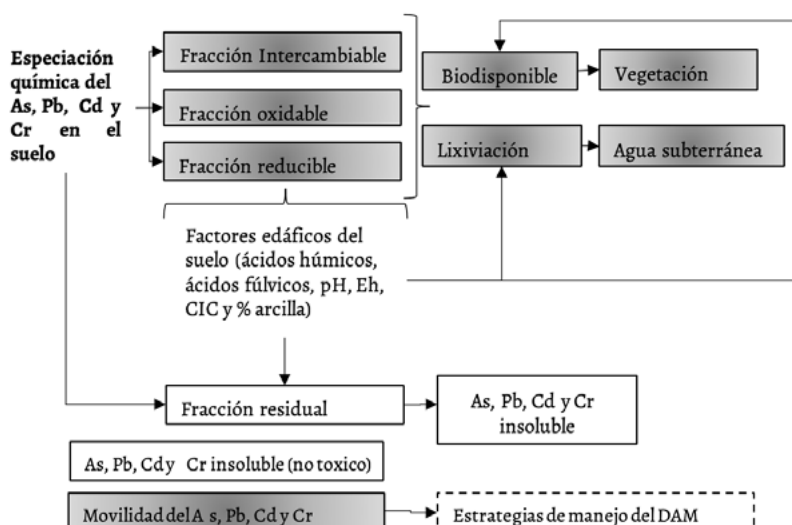 Especiación
química del
As, Pb, Cd y
Cr en el
suelo
Fracción Intercambiable
Fracción oxidable
Fracción reducible
Biodisponible
Vegetación
Lixiviación
Agua subterránea
Factores edáficos del
suelo (ácidos húmicos,
ácidos fúlvicos, pH, Eh,
CIC y % arcilla)
Fracción residual
As, Pb, Cd y Cr
insoluble
As, Pb, Cd y Cr insoluble (no toxico)
Movilidad del A s, Pb, Cd y Cr
Estrategias de manejo del DAM